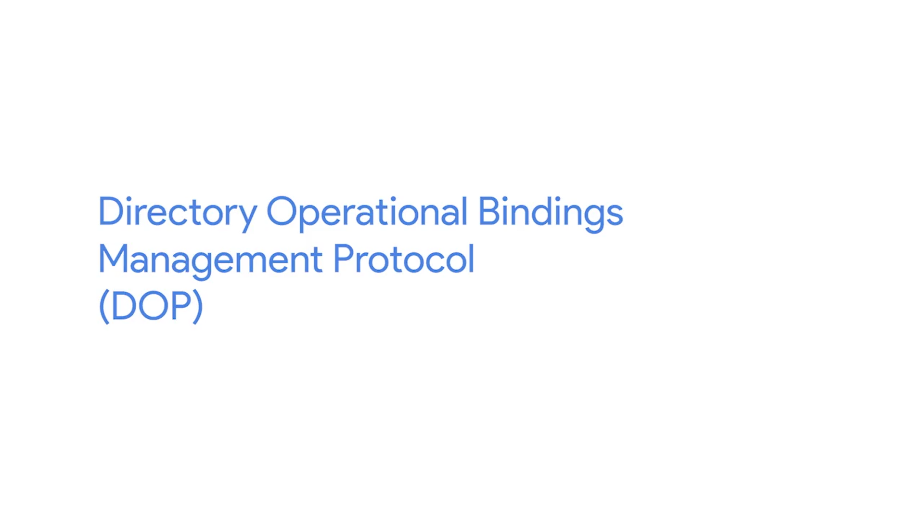 Directory Operational Bindings
Management Protocol
(DOP)